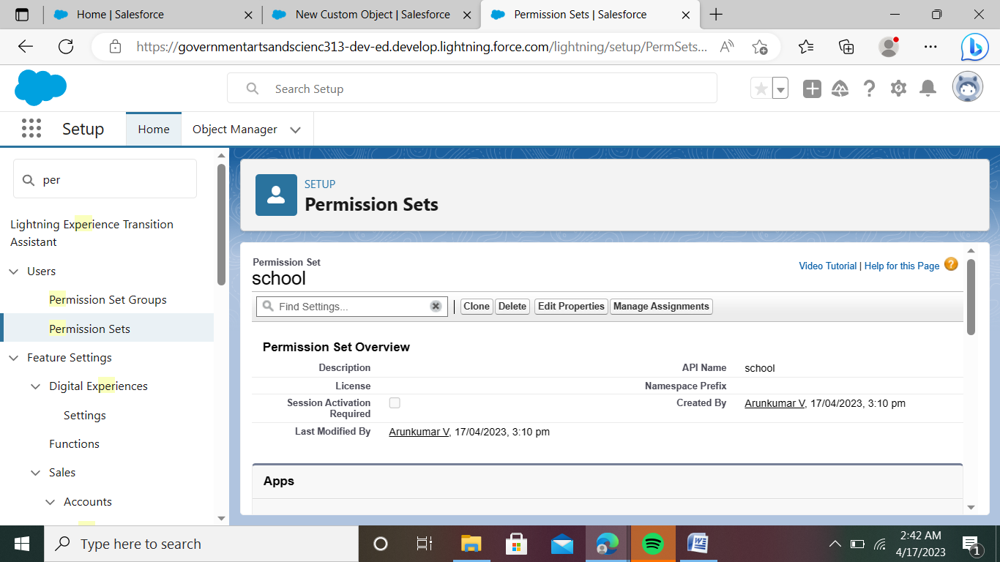 Home | Salesforce
New Custom Object | Salesforce
Permission Sets | Salesforce
https://governmentartsandscienc313-dev-ed.develop.lightning.force.com/lightning/setup/PermSets...
Search Setup
Setup
Home
Object Manager
per
Lightning Experience Transition
Assistant
Users
Permission Set Groups
Permission Sets
Feature Settings
Digital Experiences
Settings
Functions
Sales
Accounts
SETUP
Permission Sets
Permission Set
school
Video Tutorial | Help for this Page ?
Find Settings...
Clone
Delete
Edit Properties
Manage Assignments
Permission Set Overview
Description
API Name school
License
Namespace Prefix
Session Activation
Required
Created By Arunkumar V, 17/04/2023, 3:10 pm
Last Modified By Arunkumar V, 17/04/2023, 3:10 pm
Apps
Type here to search
2:42 AM
4/17/2023
1